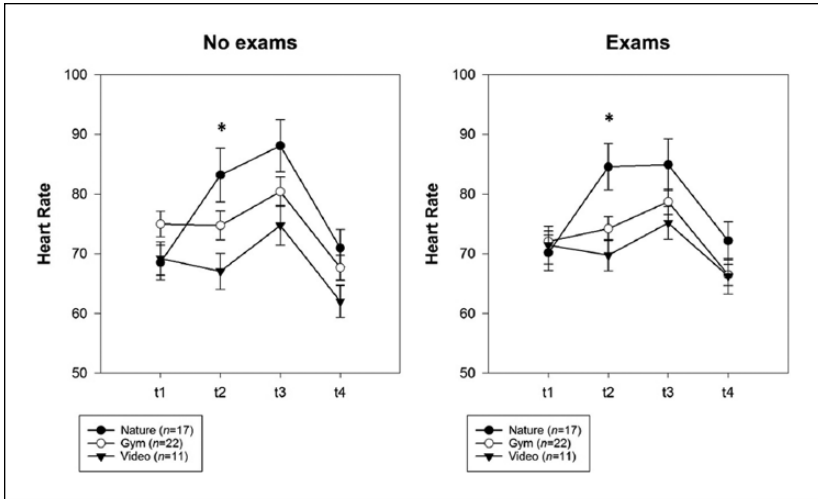 No exams
Heart Rate
100
90
80
70
60
50
*
t1 t2 t3 t4
Nature (n=17)
Gym (n=22)
Video (n=11)
Exams
Heart Rate
100
90
80
70
60
50
*
t1 t2 t3 t4
Nature (n=17)
Gym (n=22)
Video (n=11)